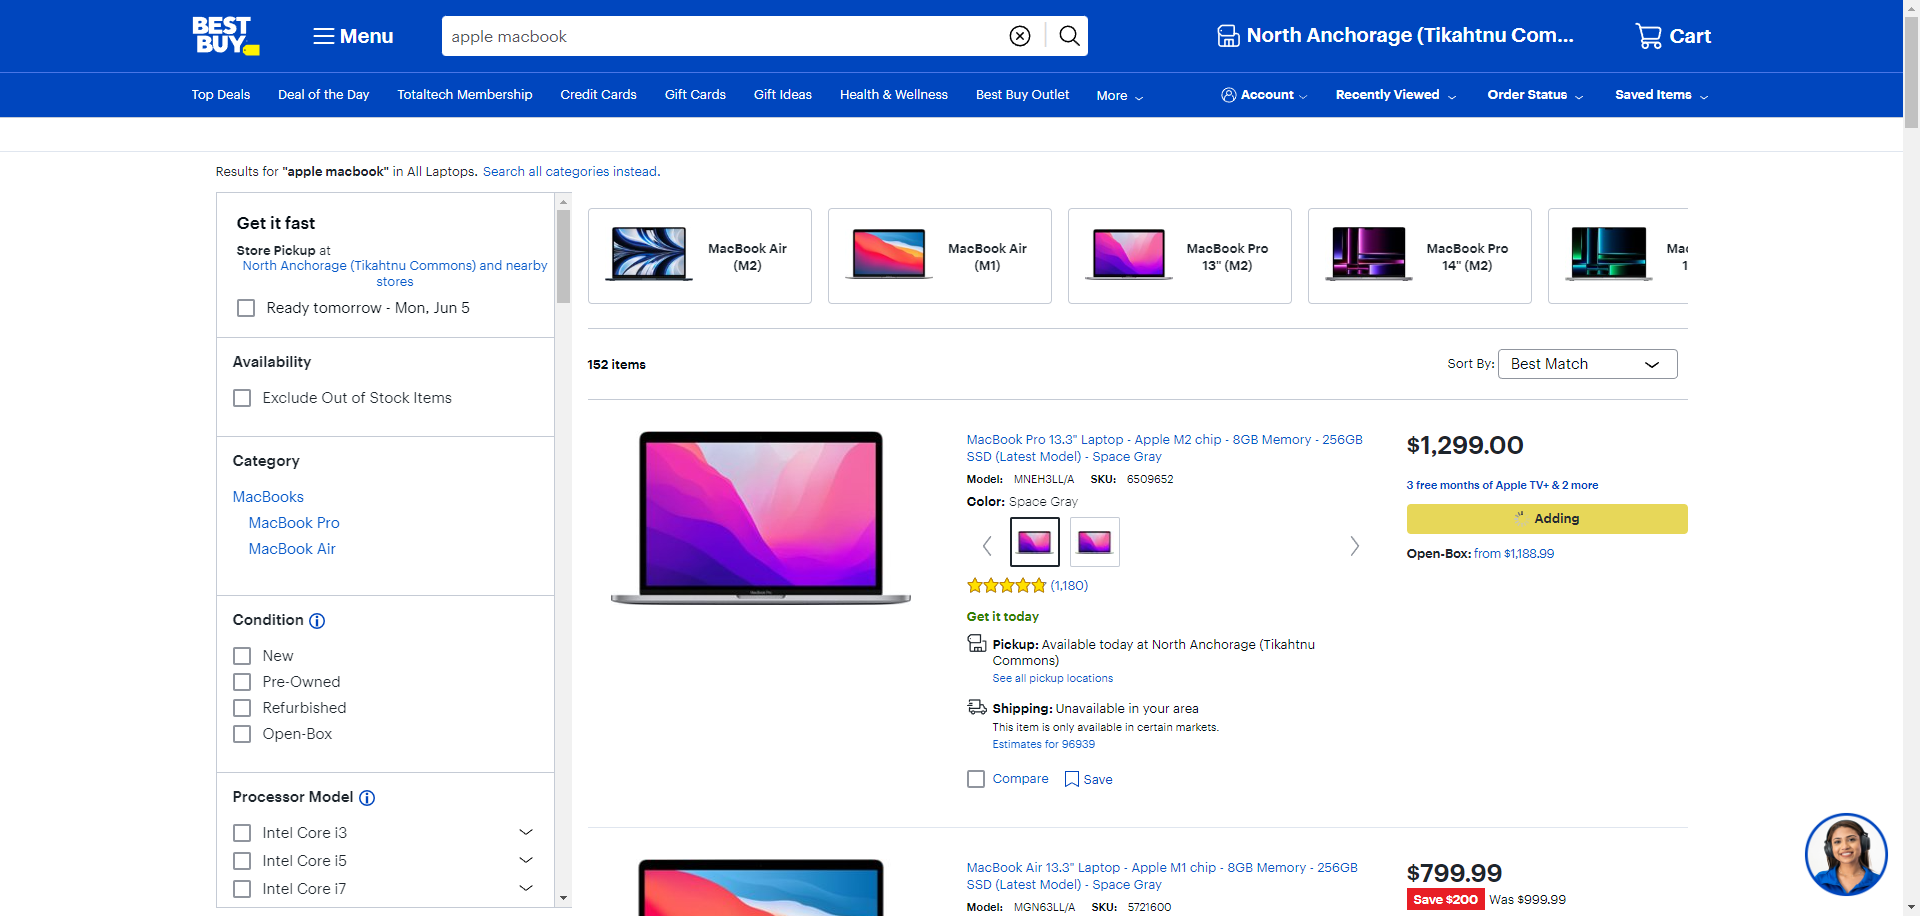 BEST
BUY
Menu
apple macbook
North Anchorage (Tikahtnu Com...
Cart
Top Deals
Deal of the Day
Totaltech Membership
Credit Cards
Gift Cards
Gift Ideas
Health & Wellness
Best Buy Outlet
More
Account
Recently Viewed
Order Status
Saved Items
Results for "apple macbook" in All Laptops. Search all categories instead.
Get it fast
Store Pickup at
North Anchorage (Tikahtnu Commons) and nearby
stores
Ready tomorrow - Mon, Jun 5
Availability
Exclude Out of Stock Items
Category
MacBooks
MacBook Pro
MacBook Air
Condition
New
Pre-Owned
Refurbished
Open-Box
Processor Model
Intel Core i3
Intel Core i5
Intel Core i7
MacBook Air
(M2)
MacBook Air
(M1)
MacBook Pro
13" (M2)
MacBook Pro
14" (M2)
Mac
1
152 items
Sort By: Best Match
MacBook Pro 13.3" Laptop - Apple M2 chip - 8GB Memory - 256GB
SSD (Latest Model) - Space Gray
Model: MNEH3LL/A SKU: 6509652
Color: Space Gray
(1,180)
Get it today
Pickup: Available today at North Anchorage (Tikahtnu
Commons)
See all pickup locations
Shipping: Unavailable in your area
This item is only available in certain markets.
Estimates for 96939
Compare
Save
$1,299.00
3 free months of Apple TV+ & 2 more
Adding
Open-Box: from $1,188.99
MacBook Air 13.3" Laptop - Apple M1 chip - 8GB Memory - 256GB
SSD (Latest Model) - Space Gray
Model: MGN63LL/A SKU: 5721600
$799.99
Save $200 Was $999.99